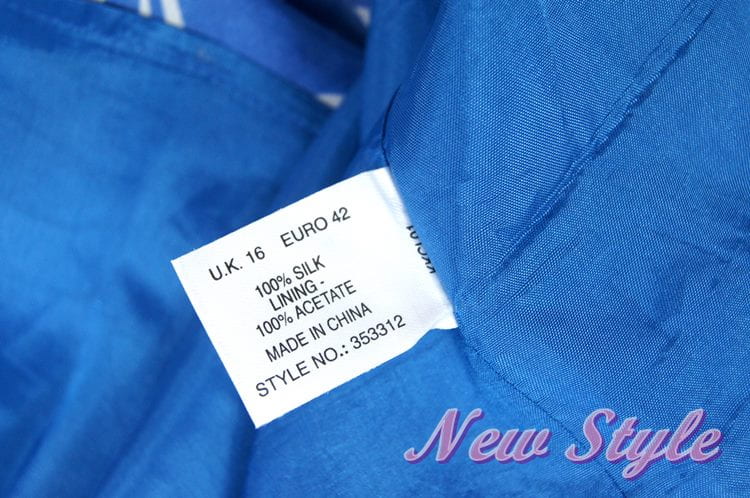 U.K. 16 EURO 42
100% SILK
LINING -
100% ACETATE
MADE IN CHINA
STYLE NO.: 353312
New Style